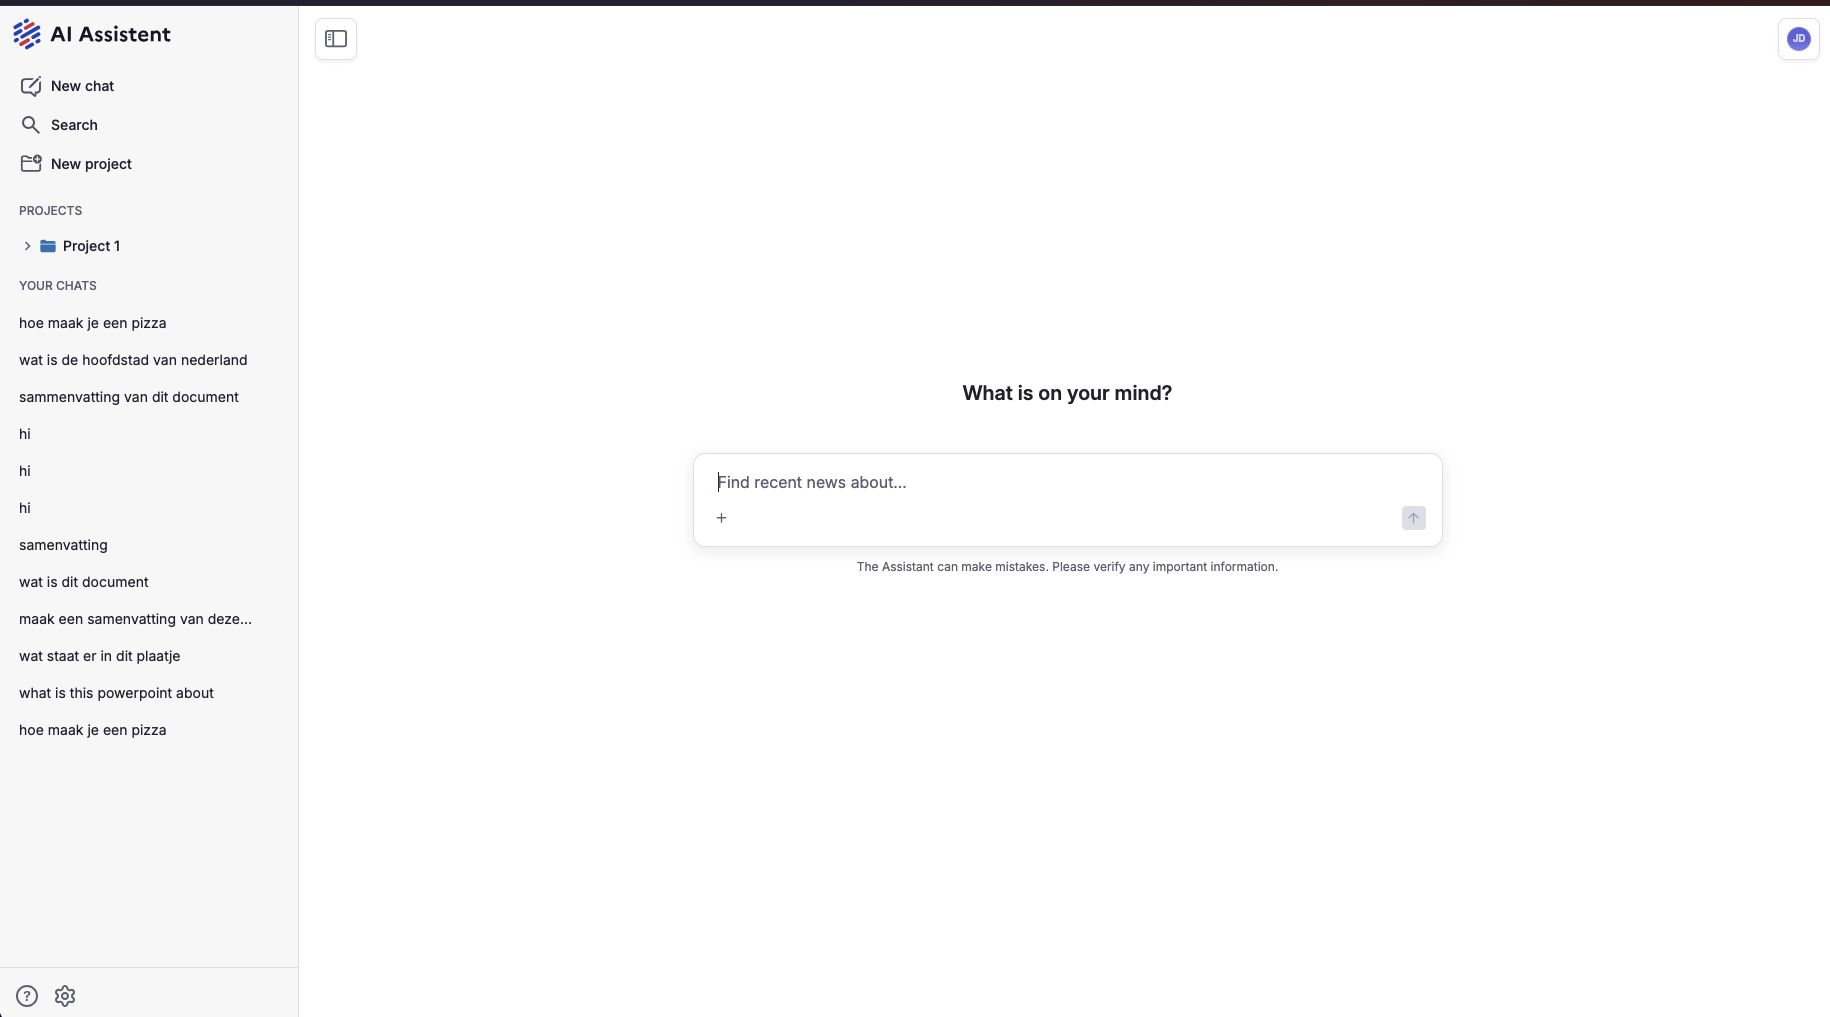 AI Assistent
New chat
Search
New project
PROJECTS
Project 1
YOUR CHATS
hoe maak je een pizza
wat is de hoofdstad van nederland
sammenvatting van dit document
hi
hi
hi
samenvatting
wat is dit document
maak een samenvatting van deze...
wat staat er in dit plaatje
what is this powerpoint about
hoe maak je een pizza
?
JD
What is on your mind?
Find recent news about...
+
The Assistant can make mistakes. Please verify any important information.